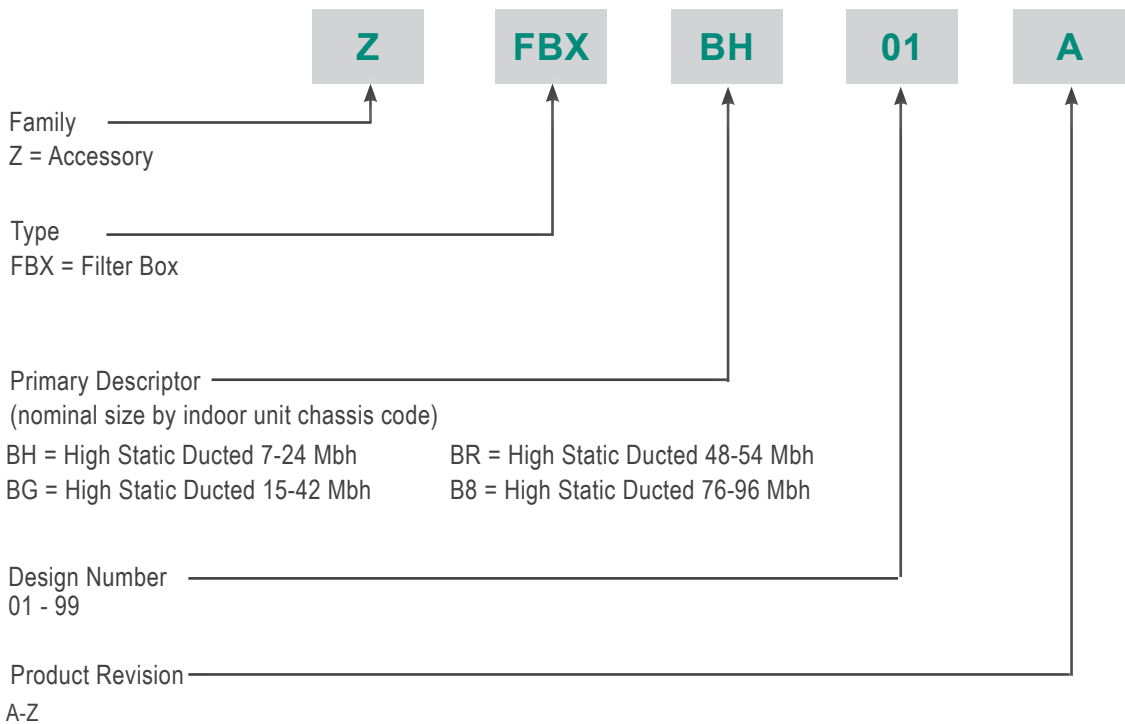 Z FBX BH 01 A
Family
Z = Accessory
Type
FBX = Filter Box
Primary Descriptor
(nominal size by indoor unit chassis code)
BH = High Static Ducted 7-24 Mbh BR = High Static Ducted 48-54 Mbh
BG = High Static Ducted 15-42 Mbh B8 = High Static Ducted 76-96 Mbh
Design Number
01 - 99
Product Revision
A-Z